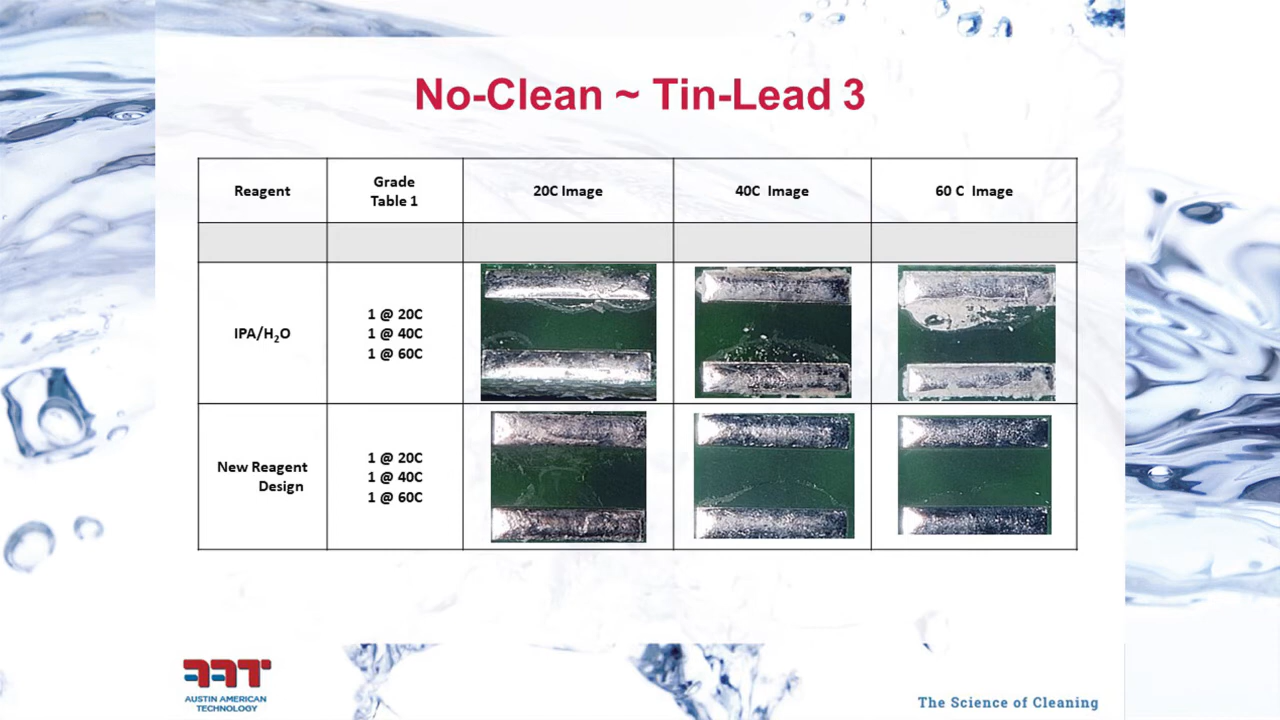 No-Clean ~ Tin-Lead 3
Reagent
Grade
Table 1
20C Image
40C Image
60 C Image
IPA/H₂O
1 @ 20C
1 @ 40C
1 @ 60C
New Reagent
Design
1 @ 20C
1 @ 40C
1 @ 60C
AAT
AUSTIN AMERICAN
TECHNOLOGY
The Science of Cleaning